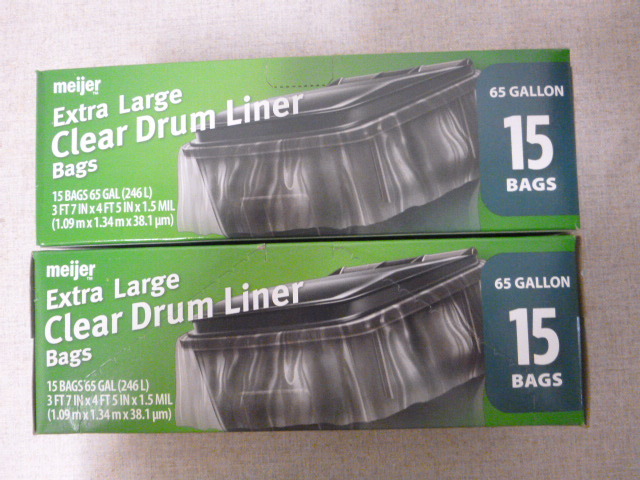 meijer
Extra Large
Clear Drum Liner
Bags
15 BAGS 65 GAL (246 L)
3 FT 7 IN x 4 FT 5 IN x 1.5 MIL
(1.09 m x 1.34 m x 38.1 µm)
65 GALLON
15
BAGS
meijer
Extra Large
Clear Drum Liner
Bags
15 BAGS 65 GAL (246 L)
3 FT 7 IN x 4 FT 5 IN x 1.5 MIL
(1.09 m x 1.34 m x 38.1 µm)
65 GALLON
15
BAGS